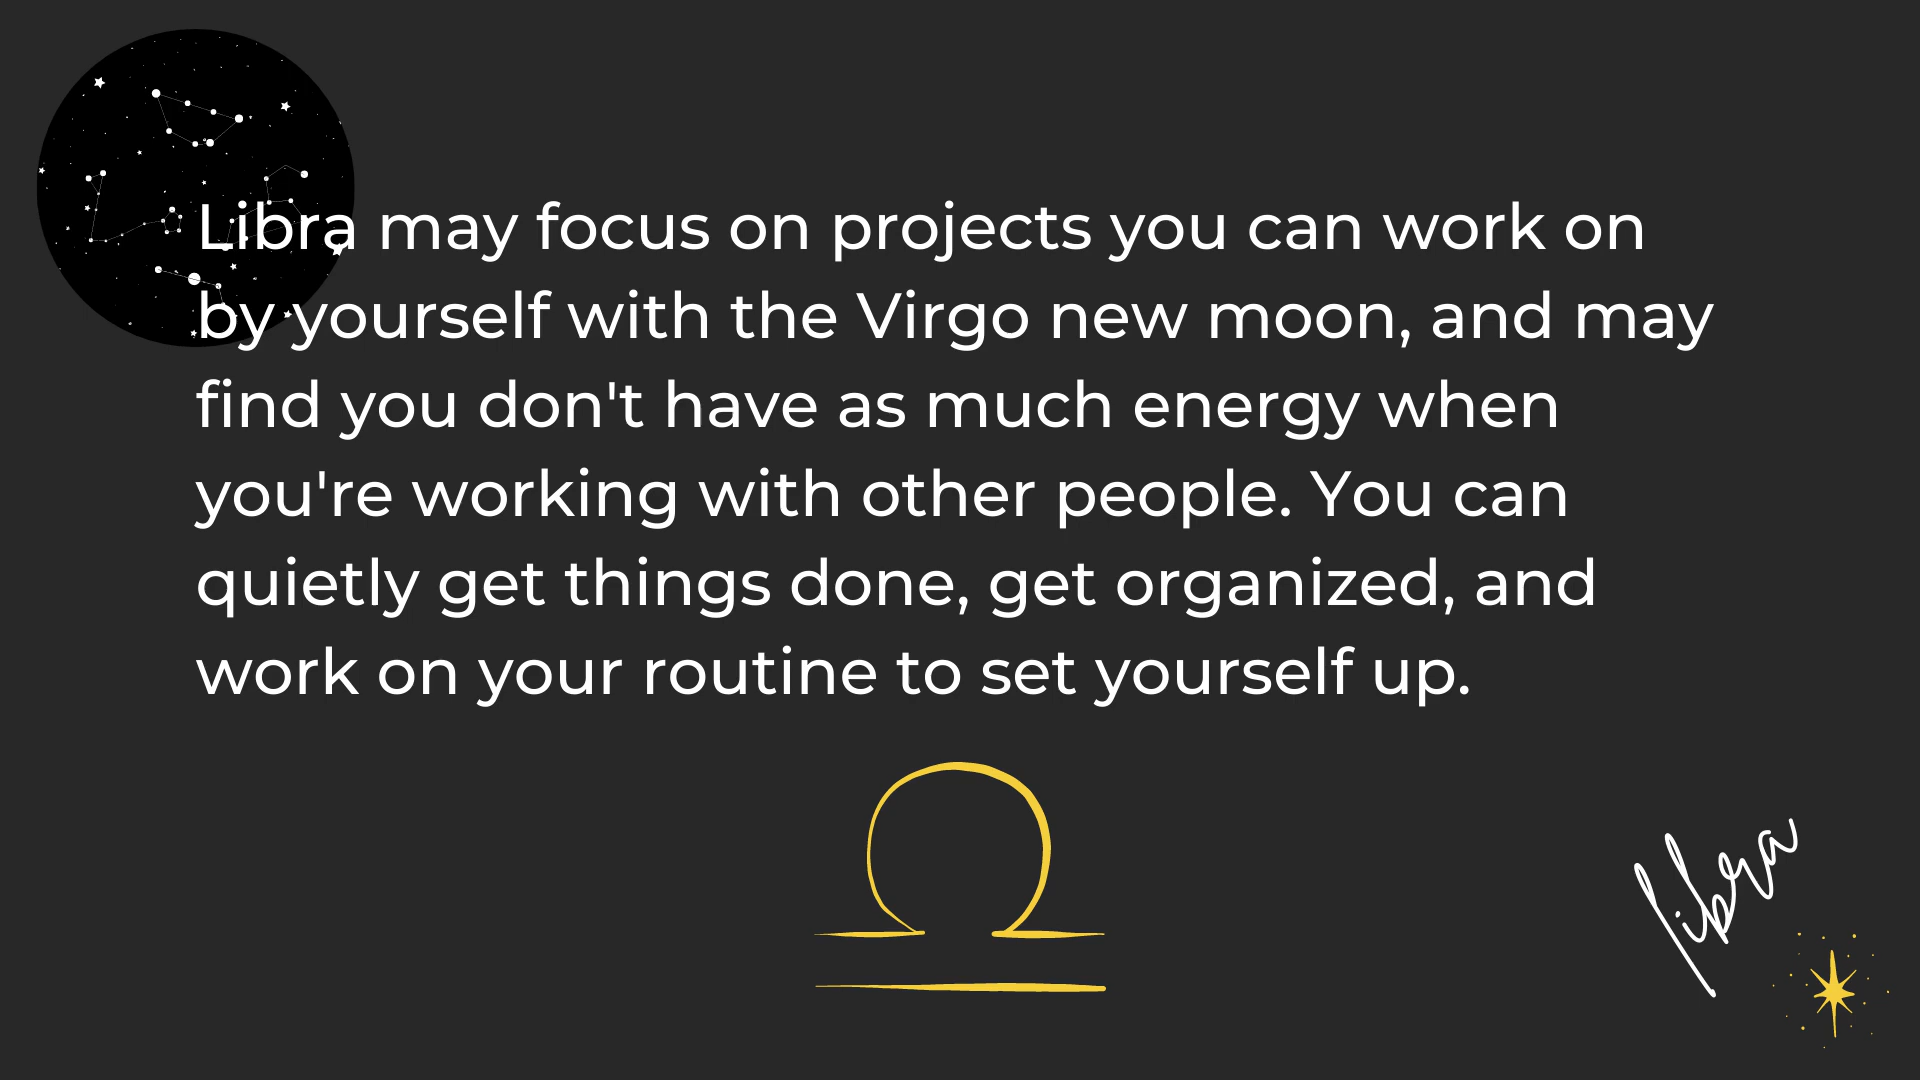 Libra may focus on projects you can work on
by yourself with the Virgo new moon, and may
find you don't have as much energy when
you're working with other people. You can
quietly get things done, get organized, and
work on your routine to set yourself up.
libra